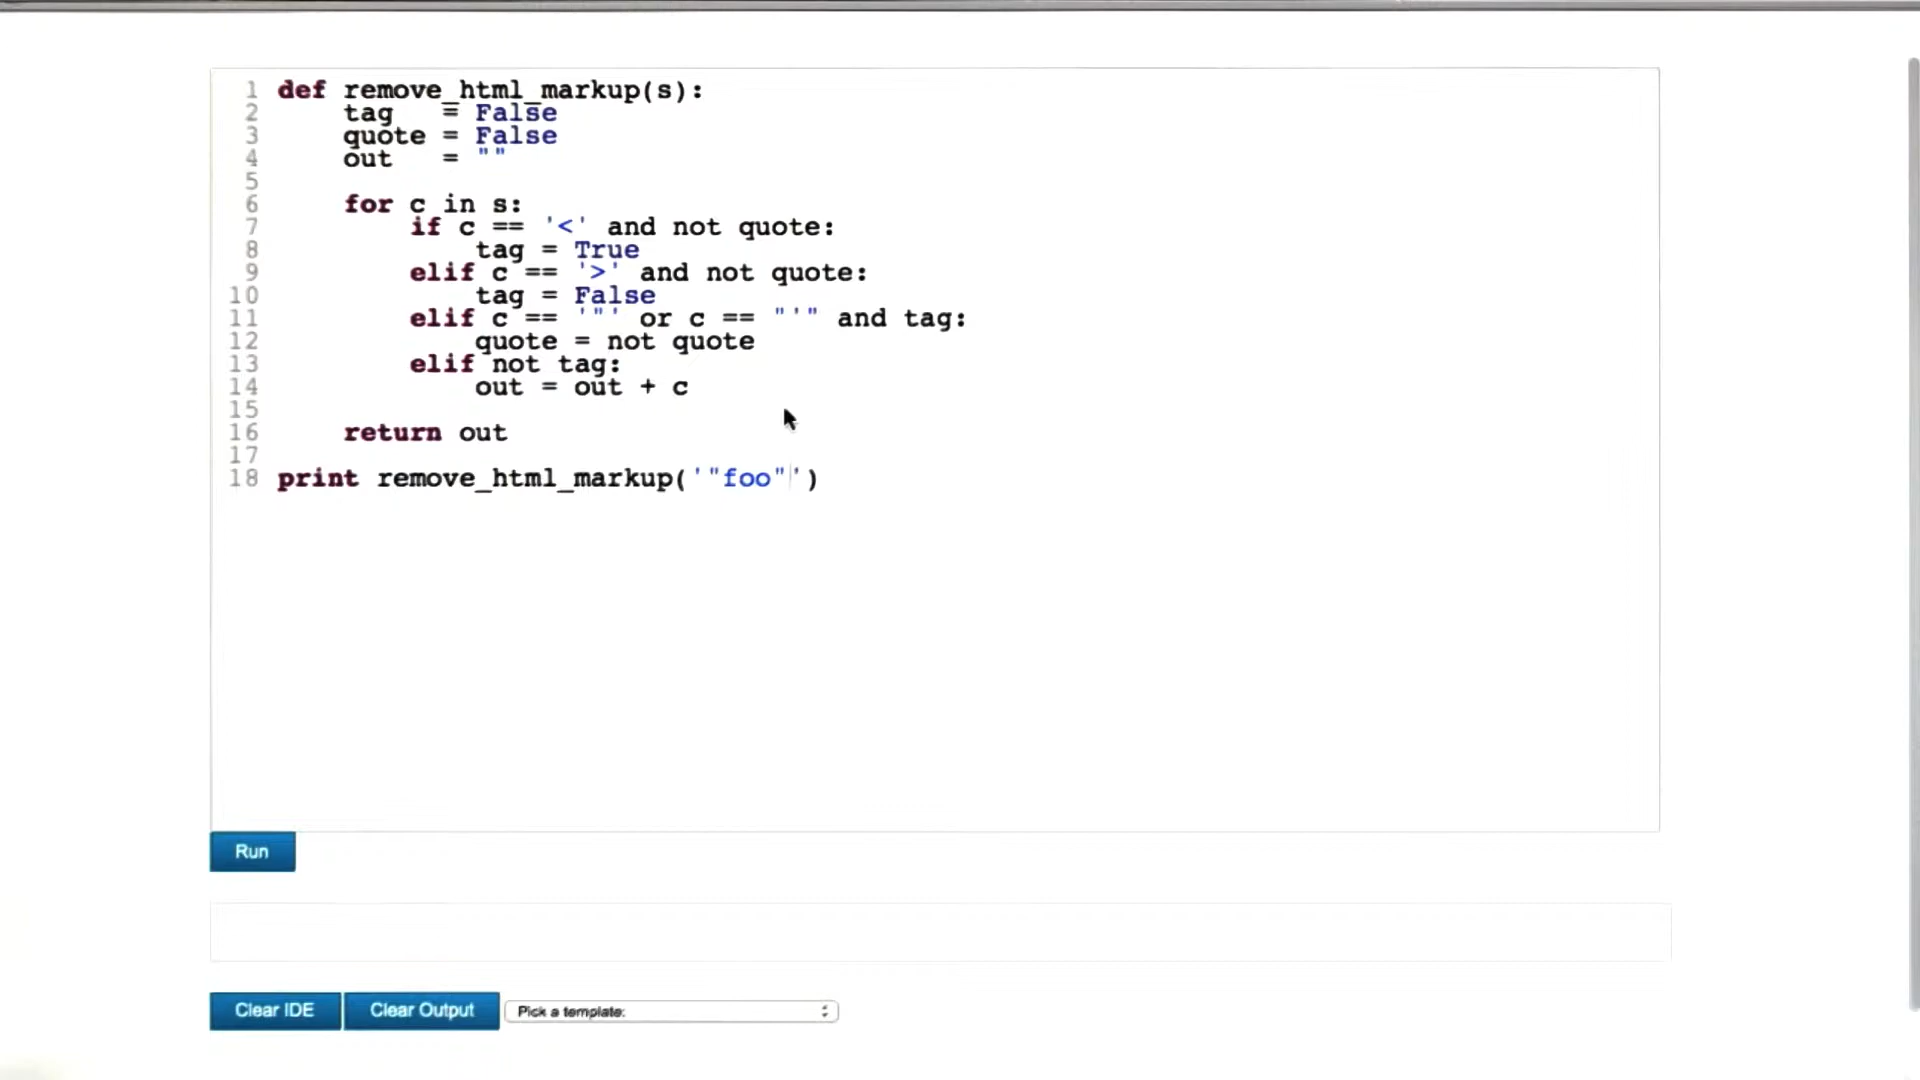 1 def remove_html_markup(s):
2     tag   = False
3     quote = False
4     out   = ""
5
6     for c in s:
7         if c == '<' and not quote:
8             tag = True
9         elif c == '>' and not quote:
10             tag = False
11         elif c == '"' or c == "'" and tag:
12             quote = not quote
13         elif not tag:
14             out = out + c
15
16     return out
17
18 print remove_html_markup('"foo"')
Run
Clear IDE Clear Output Pick a template: